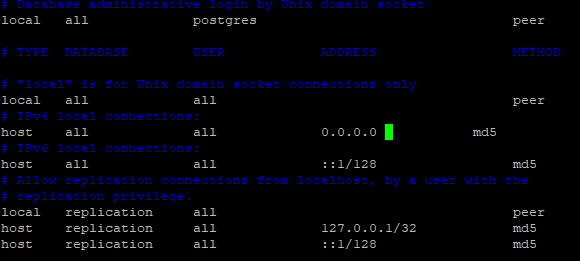 # Database administrative login by Unix domain socket
local   all             postgres                                peer
# TYPE  DATABASE        USER            ADDRESS                 METHOD
# "local" is for Unix domain socket connections only
local   all             all                                     peer
# IPv4 local connections:
host    all             all             0.0.0.0            md5
# IPv6 local connections:
host    all             all             ::1/128                 md5
# Allow replication connections from localhost, by a user with the
# replication privilege.
local   replication     all                                     peer
host    replication     all             127.0.0.1/32            md5
host    replication     all             ::1/128                 md5